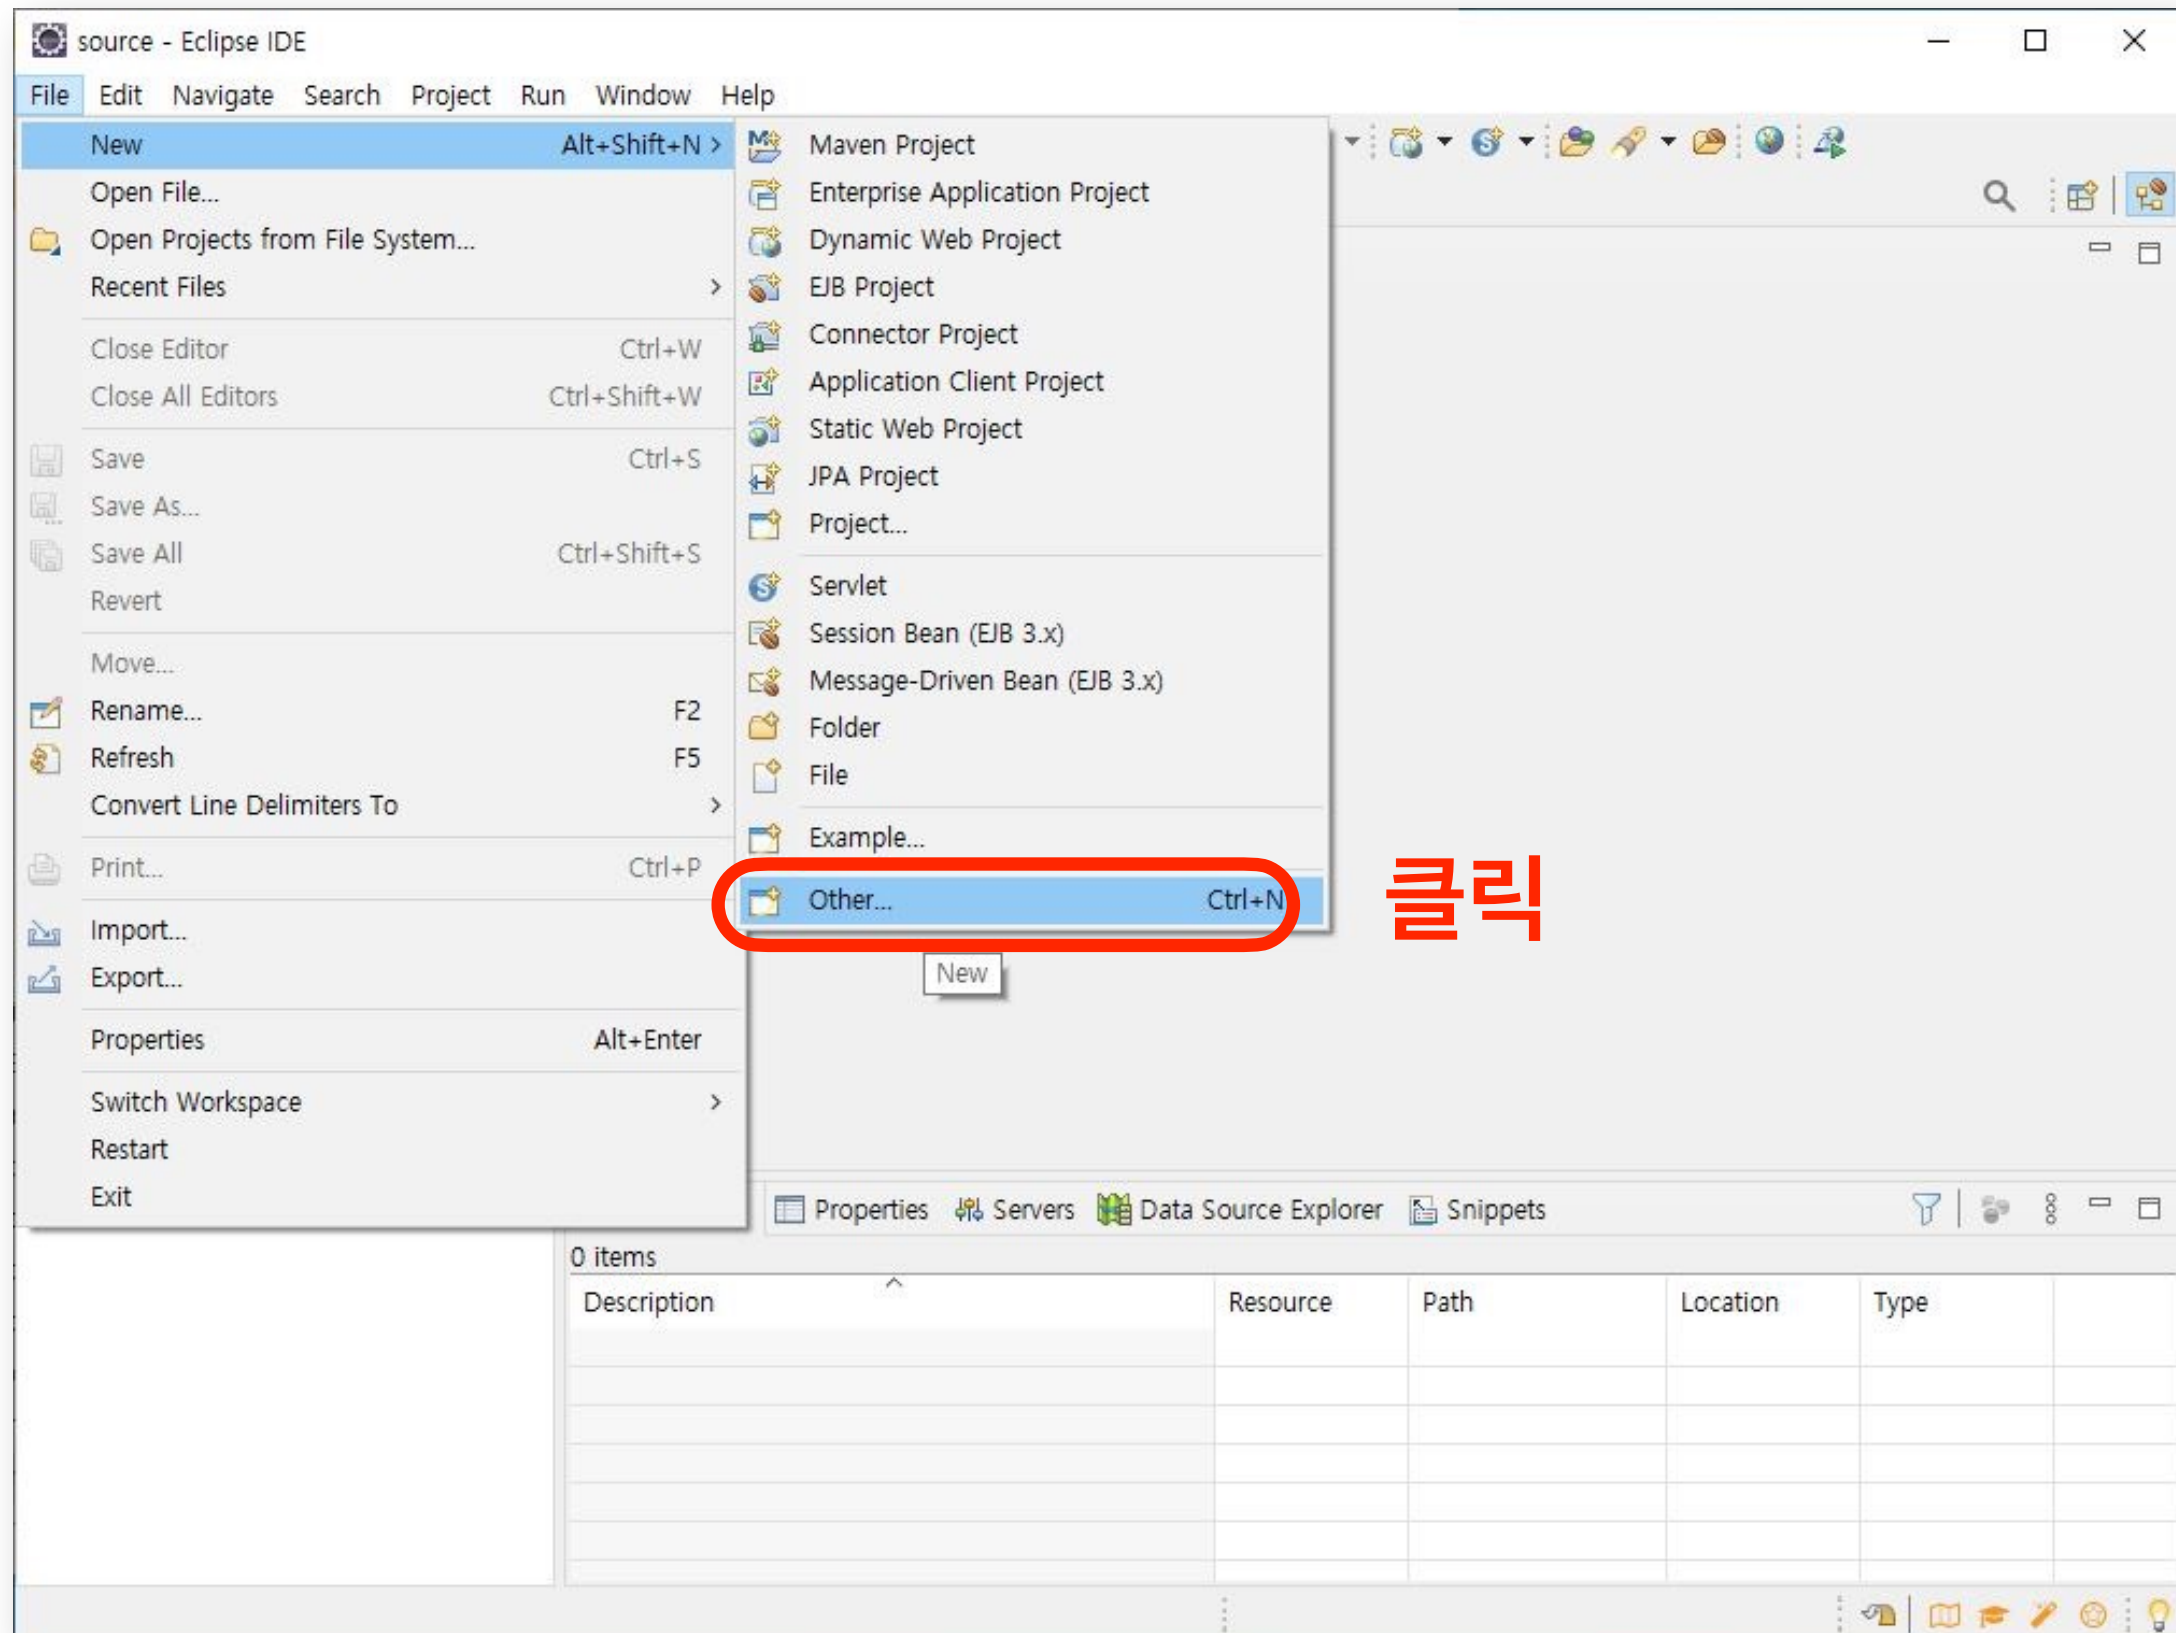 source - Eclipse IDE
File Edit Navigate Search Project Run Window Help
New Alt+Shift+N >
Open File...
Open Projects from File System...
Recent Files >
Close Editor Ctrl+W
Close All Editors Ctrl+Shift+W
Save Ctrl+S
Save As...
Save All Ctrl+Shift+S
Revert
Move...
Rename... F2
Refresh F5
Convert Line Delimiters To >
Print... Ctrl+P
Import...
Export...
Properties Alt+Enter
Switch Workspace >
Restart
Exit
Maven Project
Enterprise Application Project
Dynamic Web Project
EJB Project
Connector Project
Application Client Project
Static Web Project
JPA Project
Project...
Servlet
Session Bean (EJB 3.x)
Message-Driven Bean (EJB 3.x)
Folder
File
Example...
Other... Ctrl+N
클릭
New
Properties Servers Data Source Explorer Snippets
0 items
Description Resource Path Location Type